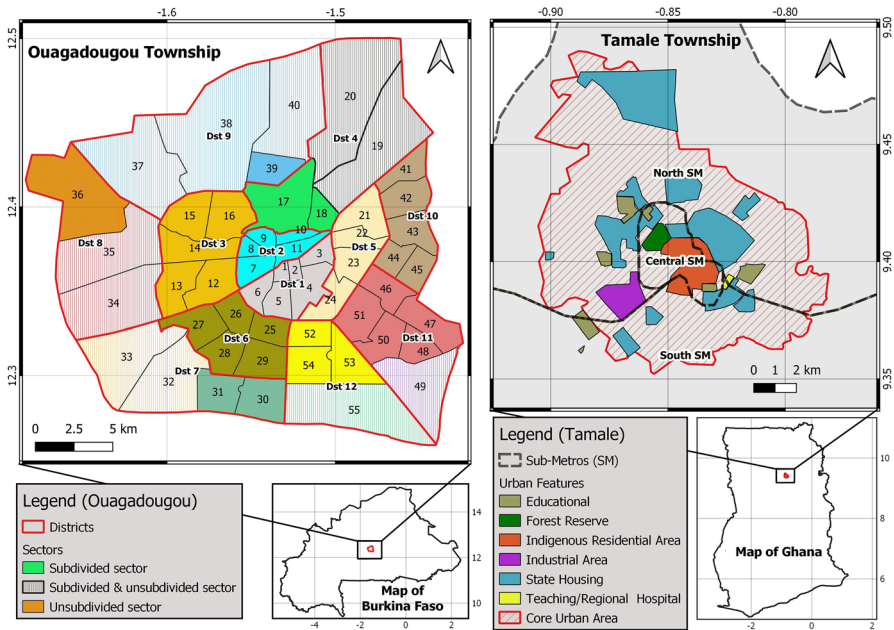 -1.6
-1.5
12.5
12.4
12.3
Ouagadougou Township
40
20
38
Dst 9
Dst 4
19
37
39
41
36
17
42
18
Dst 10
15
16
21
10
22
43
Dst 8
14
Dst 3
9
Dst 5
35
8
Dst 2
11
3
23
44
45
7
1
2
13
12
Dst 1
4
46
34
6
5
24
27
26
25
52
51
47
Dst 6
Dst 11
50
48
33
28
29
54
53
Dst 7
32
Dst 12
49
31
30
55
0
2.5
5 km
-0.90
-0.85
-0.80
9.50
9.45
9.40
9.35
Tamale Township
North SM
Central SM
South SM
0
1
2 km
Legend (Ouagadougou)
Districts
Sectors
Subdivided sector
Subdivided & unsubdivided sector
Unsubdivided sector
14
12
10
Map of
Burkina Faso
-4
-2
0
2
Legend (Tamale)
Sub-Metros (SM)
Urban Features
Educational
Forest Reserve
Indigenous Residential Area
Industrial Area
State Housing
Teaching/Regional Hospital
Core Urban Area
10
8
6
Map of Ghana
-2
0
2